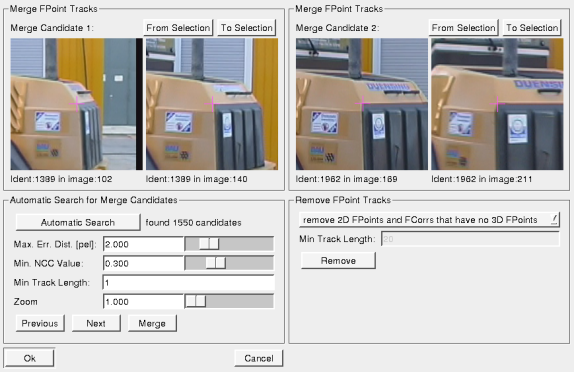 Merge FPoint Tracks
Merge Candidate 1:
From Selection
To Selection
Ident:1389 in image:102
Ident:1389 in image:140
Merge FPoint Tracks
Merge Candidate 2:
From Selection
To Selection
DUENSING
DUENSI
Ident:1962 in image:169
Ident:1962 in image:211
Automatic Search for Merge Candidates
Automatic Search
found 1550 candidates
Max. Err. Dist. [pel]:
2.000
Min. NCC Value:
0.300
Min Track Length:
1
Zoom
1.000
Previous
Next
Merge
Remove FPoint Tracks
remove 2D FPoints and FCorrs that have no 3D FPoints
Min Track Length:
20
Remove
Ok
Cancel